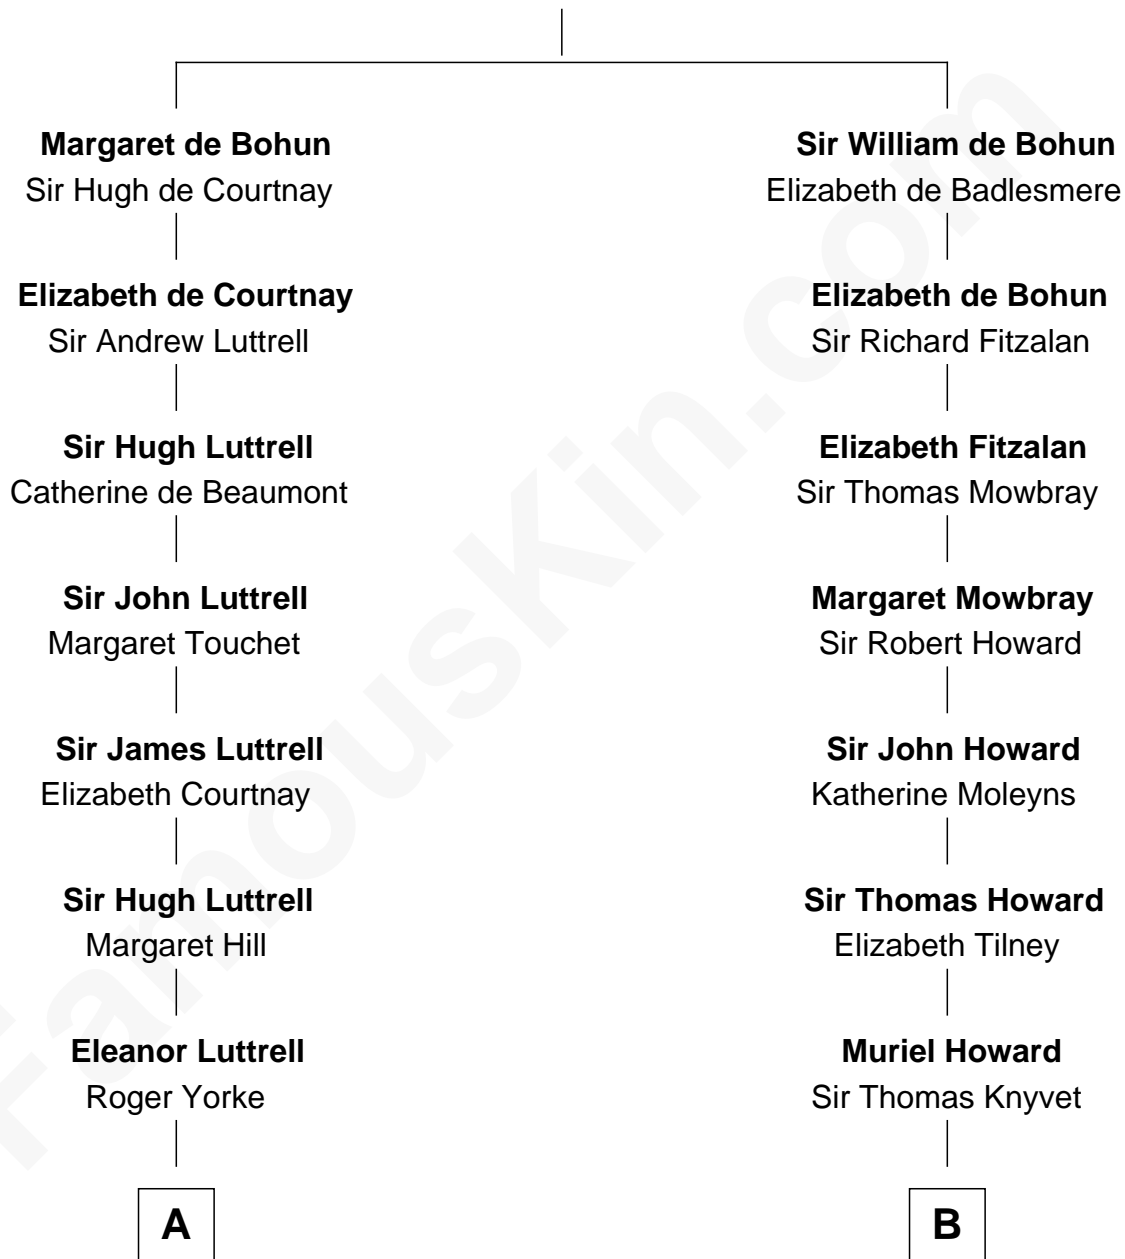 Margaret de Bohun
Sir Hugh de Courtnay
Elizabeth de Courtnay
Sir Andrew Luttrell
Sir Hugh Luttrell
Catherine de Beaumont
Sir John Luttrell
Margaret Touchet
Sir James Luttrell
Elizabeth Courtnay
Sir Hugh Luttrell
Margaret Hill
Eleanor Luttrell
Roger Yorke
A
Sir William de Bohun
Elizabeth de Badlesmere
Elizabeth de Bohun
Sir Richard Fitzalan
Elizabeth Fitzalan
Sir Thomas Mowbray
Margaret Mowbray
Sir Robert Howard
Sir John Howard
Katherine Moleyns
Sir Thomas Howard
Elizabeth Tilney
Muriel Howard
Sir Thomas Knyvet
B
FamousKin.com